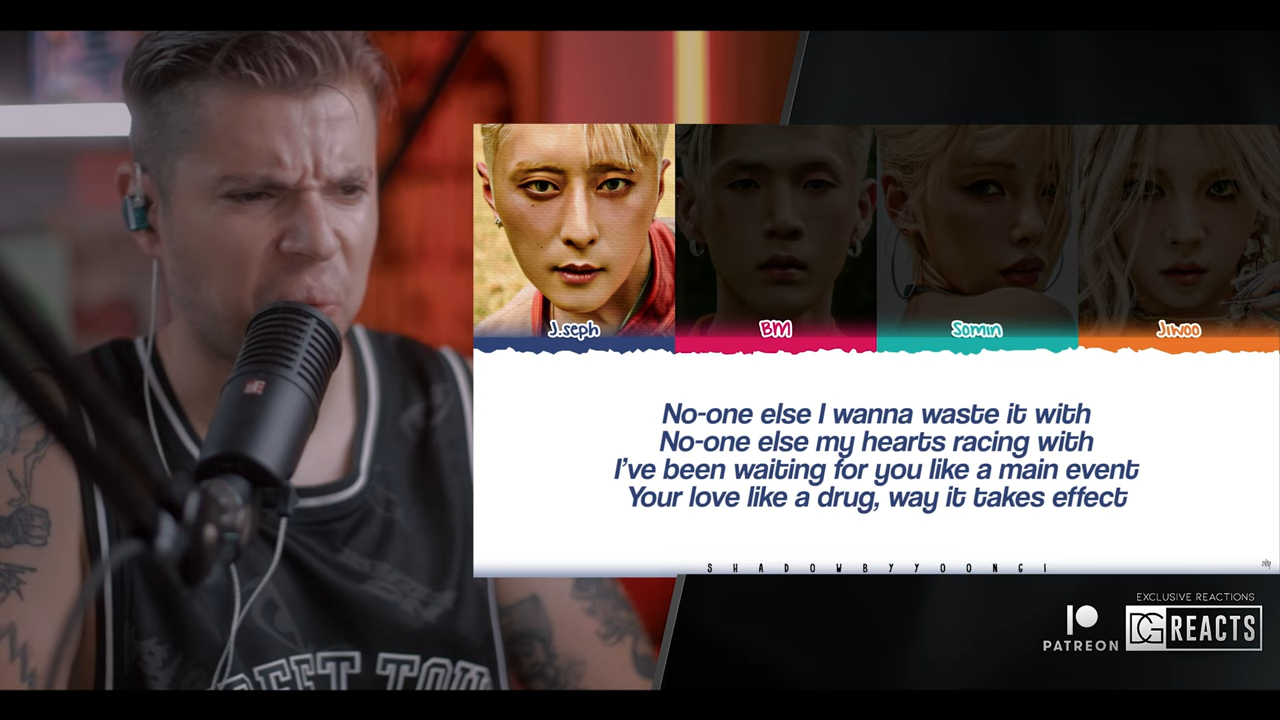 J.seph
BM
Somin
Jiwoo
No-one else I wanna waste it with
No-one else my hearts racing with
I've been waiting for you like a main event
Your love like a drug, way it takes effect
SHADOWBYYOONGI
EXCLUSIVE REACTIONS
PATREON
DG REACTS